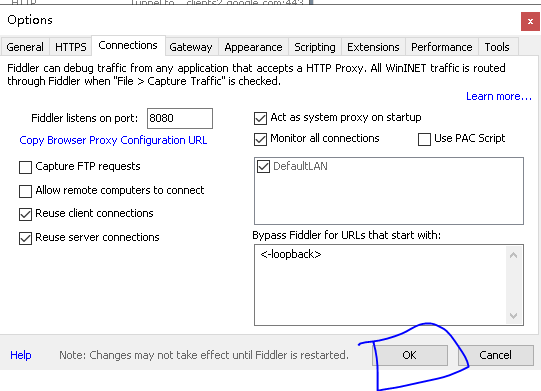 HTTP Tunnel to clients2.google.com:443
Options
General HTTPS Connections Gateway Appearance Scripting Extensions Performance Tools
Fiddler can debug traffic from any application that accepts a HTTP Proxy. All WinINET traffic is routed
through Fiddler when "File > Capture Traffic" is checked.
Learn more...
Fiddler listens on port: 8080
Copy Browser Proxy Configuration URL
Capture FTP requests
Allow remote computers to connect
Reuse client connections
Reuse server connections
Act as system proxy on startup
Monitor all connections Use PAC Script
DefaultLAN
Bypass Fiddler for URLs that start with:
<-loopback>
Help Note: Changes may not take effect until Fiddler is restarted. OK Cancel